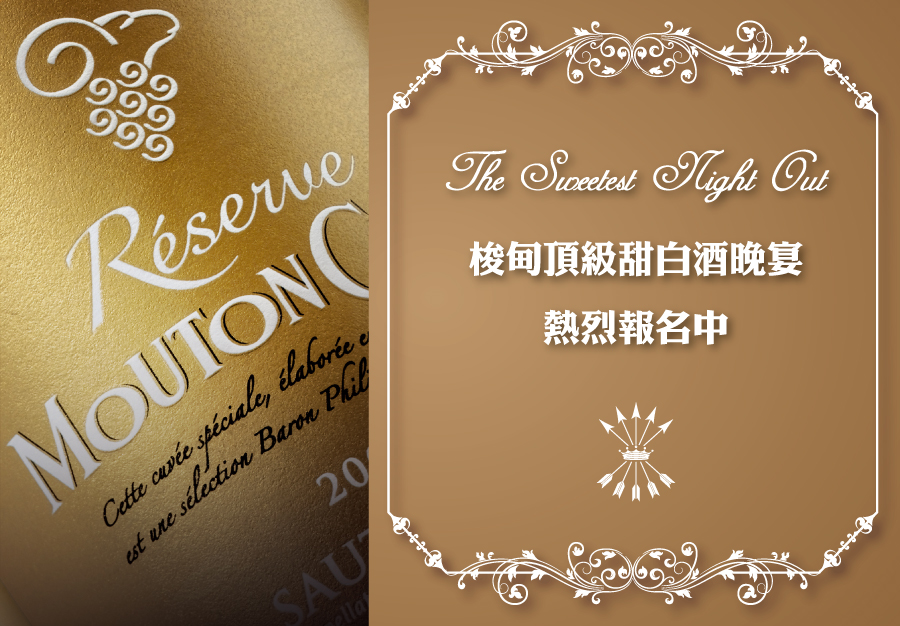 Réserve
MOUTON
Cette cuvée spéciale, élaborée
est une sélection Baron
The Sweetest Night Out
梭甸頂級甜白酒晚宴
熱烈報名中